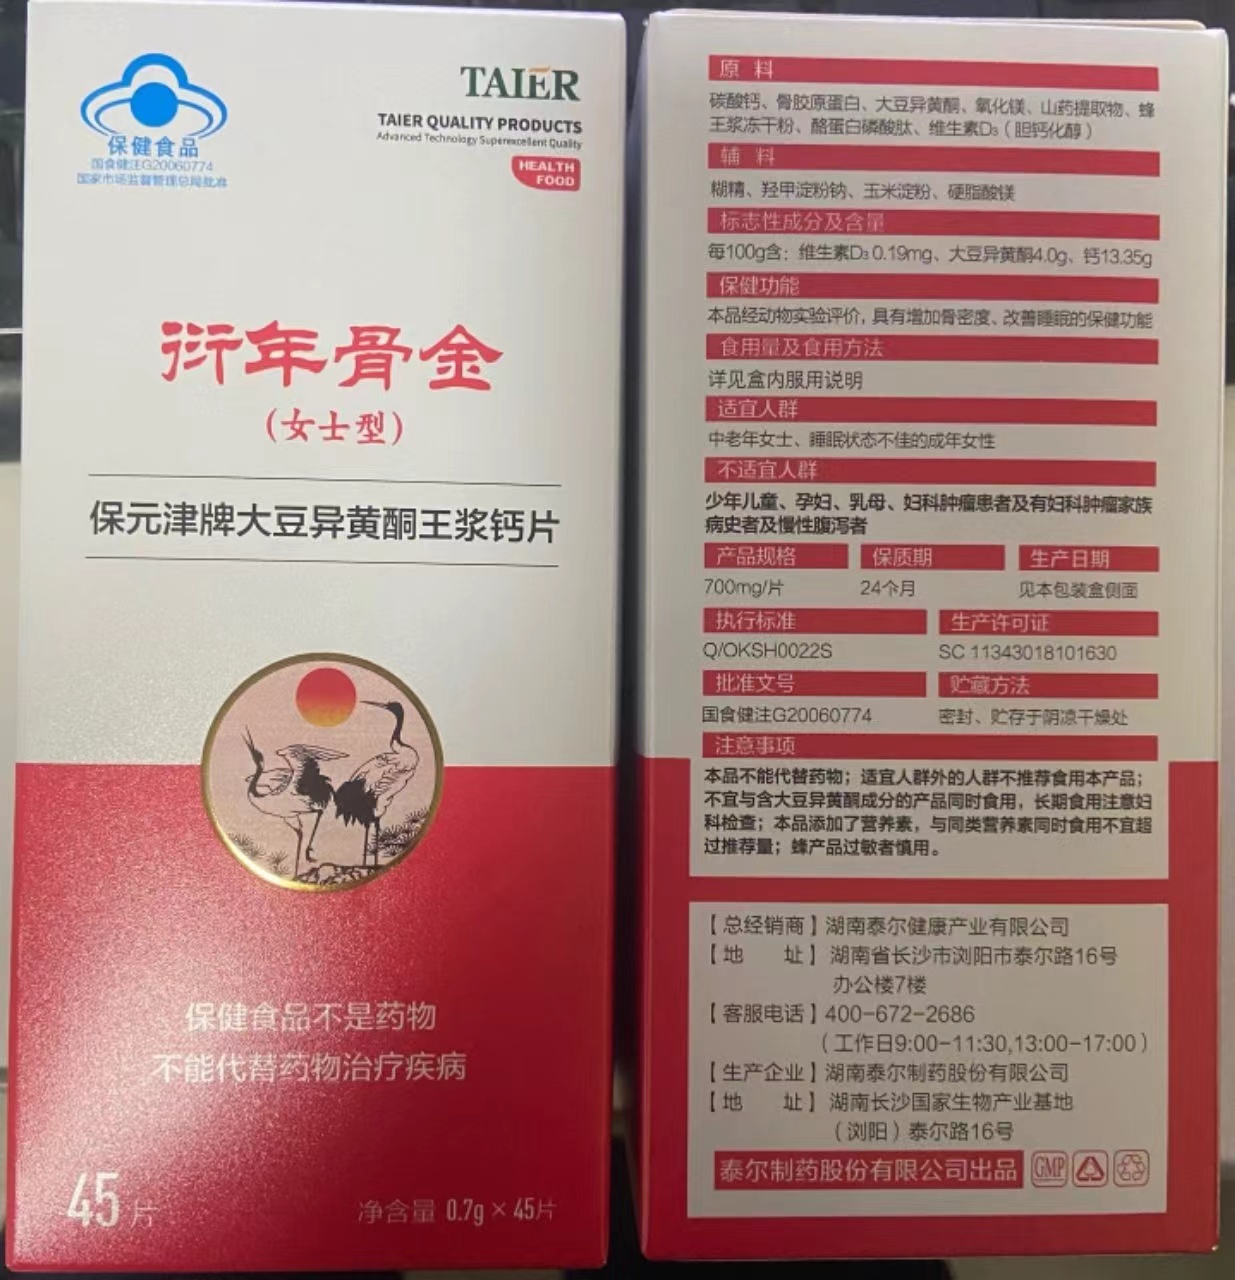 保健食品
国食健注G20060774
国家市场监督管理总局批准
TAIER
TAIER QUALITY PRODUCTS
Advanced Technology Superexcellent Quality
HEALTH
FOOD
衍年骨金
（女士型）
保元津牌大豆异黄酮王浆钙片
保健食品不是药物
不能代替药物治疗疾病
45片
净含量 0.7g×45片
原 料
碳酸钙、骨胶原蛋白、大豆异黄酮、氧化镁、山药提取物、蜂
王浆冻干粉、酪蛋白磷酸肽、维生素D₃（胆钙化醇）
辅 料
糊精、羟甲淀粉钠、玉米淀粉、硬脂酸镁
标志性成分及含量
每100g含：维生素D₃ 0.19mg、大豆异黄酮4.0g、钙13.35g
保健功能
本品经动物实验评价，具有增加骨密度、改善睡眠的保健功能
食用量及食用方法
详见盒内服用说明
适宜人群
中老年女士、睡眠状态不佳的成年女性
不适宜人群
少年儿童、孕妇、乳母、妇科肿瘤患者及有妇科肿瘤家族
病史者及慢性腹泻者
产品规格 保质期 生产日期
700mg/片 24个月 见本包装盒侧面
执行标准 生产许可证
Q/OKSH0022S SC 11343018101630
批准文号 贮藏方法
国食健注G20060774 密封、贮存于阴凉干燥处
注意事项
本品不能代替药物；适宜人群外的人群不推荐食用本产品；
不宜与含大豆异黄酮成分的产品同时食用，长期食用注意妇
科检查；本品添加了营养素，与同类营养素同时食用不宜超
过推荐量；蜂产品过敏者慎用。
【总经销商】湖南泰尔健康产业有限公司
【地 址】湖南省长沙市浏阳市泰尔路16号
办公楼7楼
【客服电话】400-672-2686
（工作日9:00-11:30,13:00-17:00）
【生产企业】湖南泰尔制药股份有限公司
【地 址】湖南长沙国家生物产业基地
（浏阳）泰尔路16号
泰尔制药股份有限公司出品 GMP